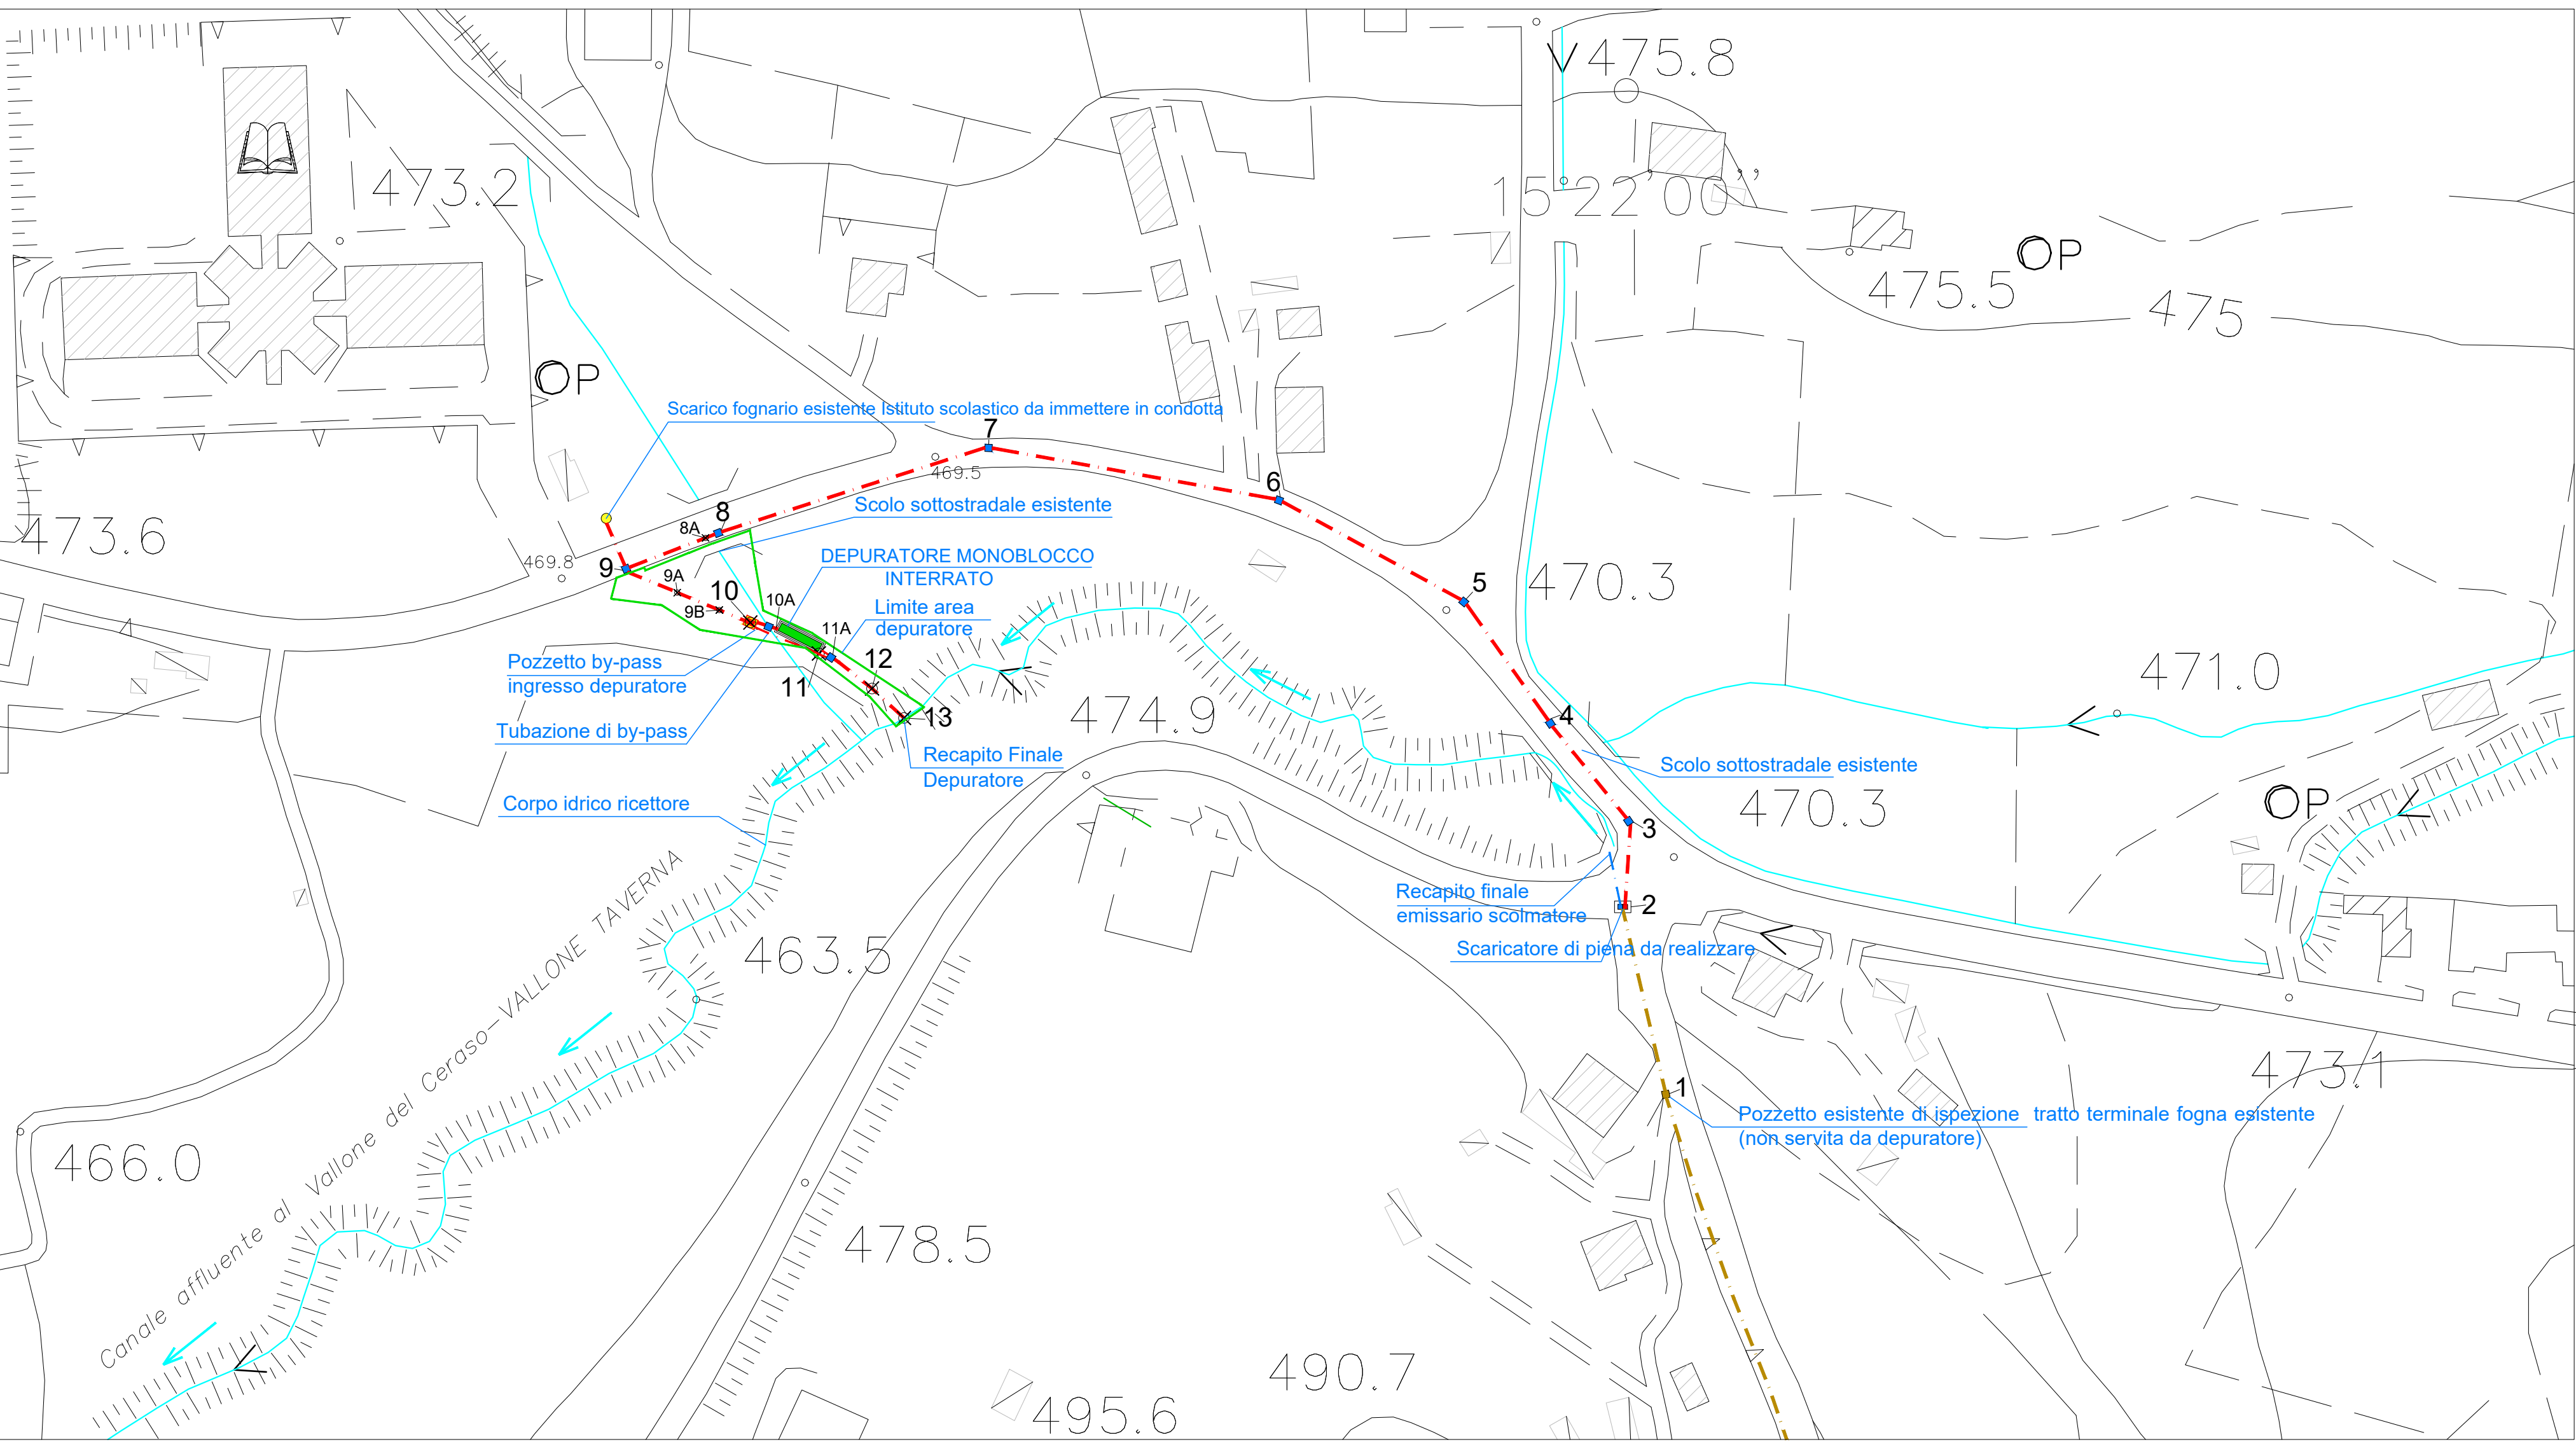 475.8
473.2
15 22'00''
475.5
P
475
P
Scarico fognario esistente Istituto scolastico da immettere in condotta
7
469.5
6
Scolo sottostradale esistente
8
8A
473.6
469.8
9
DEPURATORE MONOBLOCCO
INTERRATO
9A
10
10A
9B
Limite area
depuratore
11A
5
470.3
12
Pozzetto by-pass
ingresso depuratore
11
13
471.0
474.9
4
Tubazione di by-pass
Recapito Finale
Depuratore
Scolo sottostradale esistente
Corpo idrico ricettore
470.3
P
3
Recapito finale
emissario scolmatore
2
Scaricatore di piena da realizzare
463.5
Canale affluente al Vallone del Ceraso-VALLONE TAVERNA
473.1
1
Pozzetto esistente di ispezione tratto terminale fogna esistente
(non servita da depuratore)
466.0
478.5
490.7
495.6